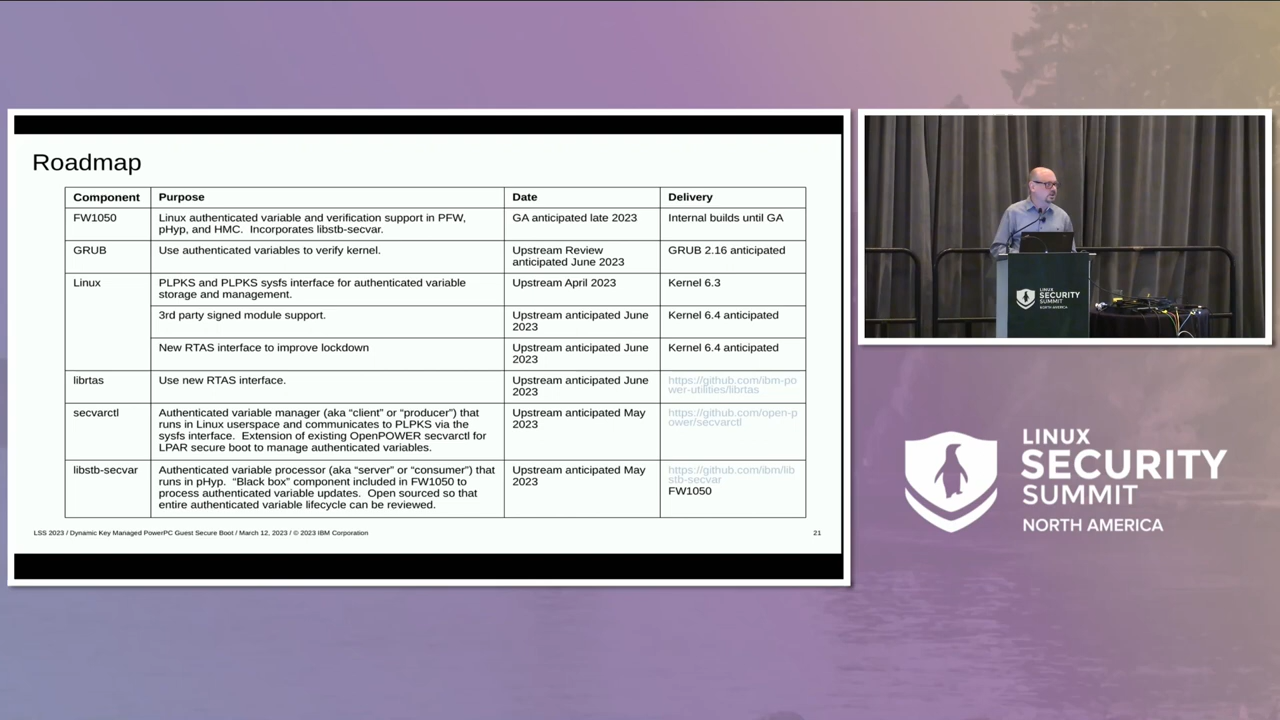 Roadmap
Component Purpose Date Delivery
FW1050 Linux authenticated variable and verification support in PFW, GA anticipated late 2023 Internal builds until GA
pHyp, and HMC. Incorporates libstb-secvar.
GRUB Use authenticated variables to verify kernel. Upstream Review GRUB 2.16 anticipated
anticipated June 2023
Linux PLPKS and PLPKS sysfs interface for authenticated variable Upstream April 2023 Kernel 6.3
storage and management.
3rd party signed module support. Upstream anticipated June Kernel 6.4 anticipated
2023
New RTAS interface to improve lockdown Upstream anticipated June Kernel 6.4 anticipated
2023
librtas Use new RTAS interface. Upstream anticipated June https://github.com/ibm-po
2023 wer-utilities/librtas
secvarctl Authenticated variable manager (aka “client” or “producer”) that Upstream anticipated May https://github.com/open-p
runs in Linux userspace and communicates to PLPKS via the 2023 ower/secvarctl
sysfs interface. Extension of existing OpenPOWER secvarctl for
LPAR secure boot to manage authenticated variables.
libstb-secvar Authenticated variable processor (aka “server” or “consumer”) that Upstream anticipated May https://github.com/ibm/lib
runs in pHyp. “Black box” component included in FW1050 to 2023 stb-secvar
process authenticated variable updates. Open sourced so that FW1050
entire authenticated variable lifecycle can be reviewed.
LSS 2023 / Dynamic Key Managed PowerPC Guest Secure Boot / March 12, 2023 / © 2023 IBM Corporation 21
LINUX
SECURITY
SUMMIT
NORTH AMERICA
LINUX
SECURITY
SUMMIT
NORTH AMERICA